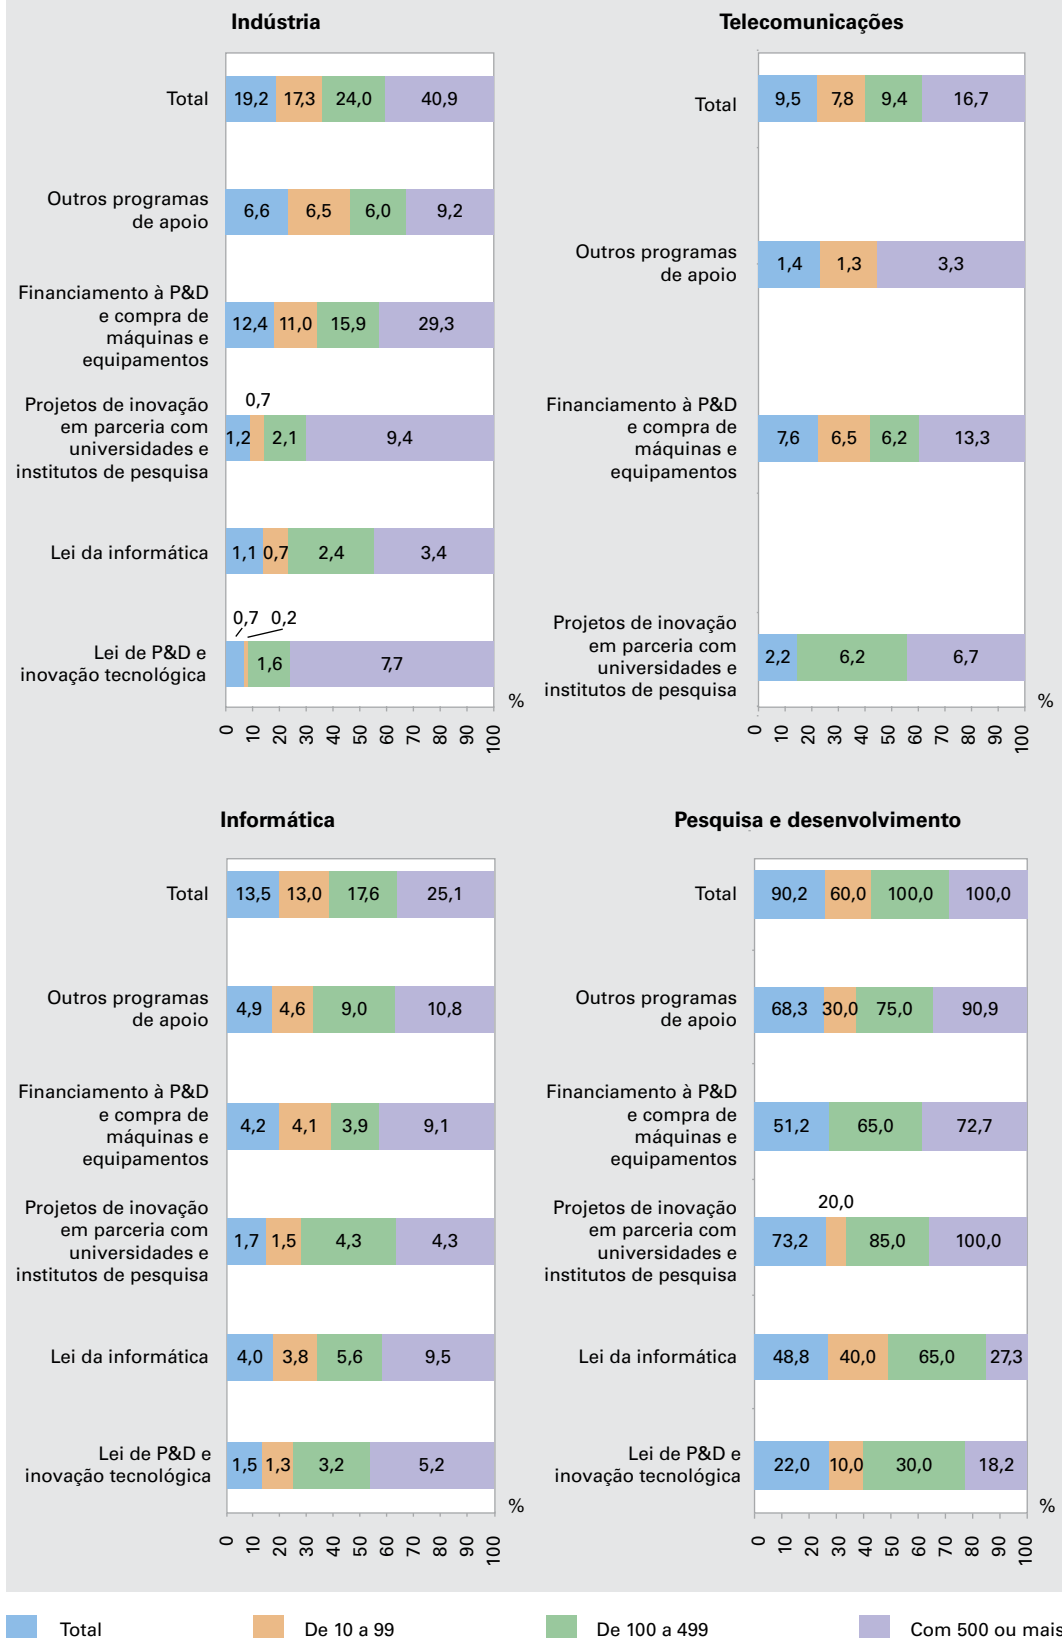 Indústria
Total
19,2 17,3 24,0 40,9
Outros programas
de apoio
6,6 6,5 6,0 9,2
Financiamento à P&D
e compra de
máquinas e
equipamentos
12,4 11,0 15,9 29,3
0,7
Projetos de inovação
em parceria com
universidades e
institutos de pesquisa
1,2 2,1 9,4
Lei da informática
1,1 0,7 2,4 3,4
0,7 0,2
Lei de P&D e
inovação tecnológica
1,6 7,7
%
0 10 20 30 40 50 60 70 80 90 100
Telecomunicações
Total
9,5 7,8 9,4 16,7
Outros programas
de apoio
1,4 1,3 3,3
Financiamento à P&D
e compra de
máquinas e
equipamentos
7,6 6,5 6,2 13,3
Projetos de inovação
em parceria com
universidades e
institutos de pesquisa
2,2 6,2 6,7
%
0 10 20 30 40 50 60 70 80 90 100
Informática
Total
13,5 13,0 17,6 25,1
Outros programas
de apoio
4,9 4,6 9,0 10,8
Financiamento à P&D
e compra de
máquinas e
equipamentos
4,2 4,1 3,9 9,1
Projetos de inovação
em parceria com
universidades e
institutos de pesquisa
1,7 1,5 4,3 4,3
Lei da informática
4,0 3,8 5,6 9,5
Lei de P&D e
inovação tecnológica
1,5 1,3 3,2 5,2
%
0 10 20 30 40 50 60 70 80 90 100
Pesquisa e desenvolvimento
Total
90,2 60,0 100,0 100,0
Outros programas
de apoio
68,3 30,0 75,0 90,9
Financiamento à P&D
e compra de
máquinas e
equipamentos
51,2 65,0 72,7
20,0
Projetos de inovação
em parceria com
universidades e
institutos de pesquisa
73,2 85,0 100,0
Lei da informática
48,8 40,0 65,0 27,3
Lei de P&D e
inovação tecnológica
22,0 10,0 30,0 18,2
%
0 10 20 30 40 50 60 70 80 90 100
Total De 10 a 99 De 100 a 499 Com 500 ou mais